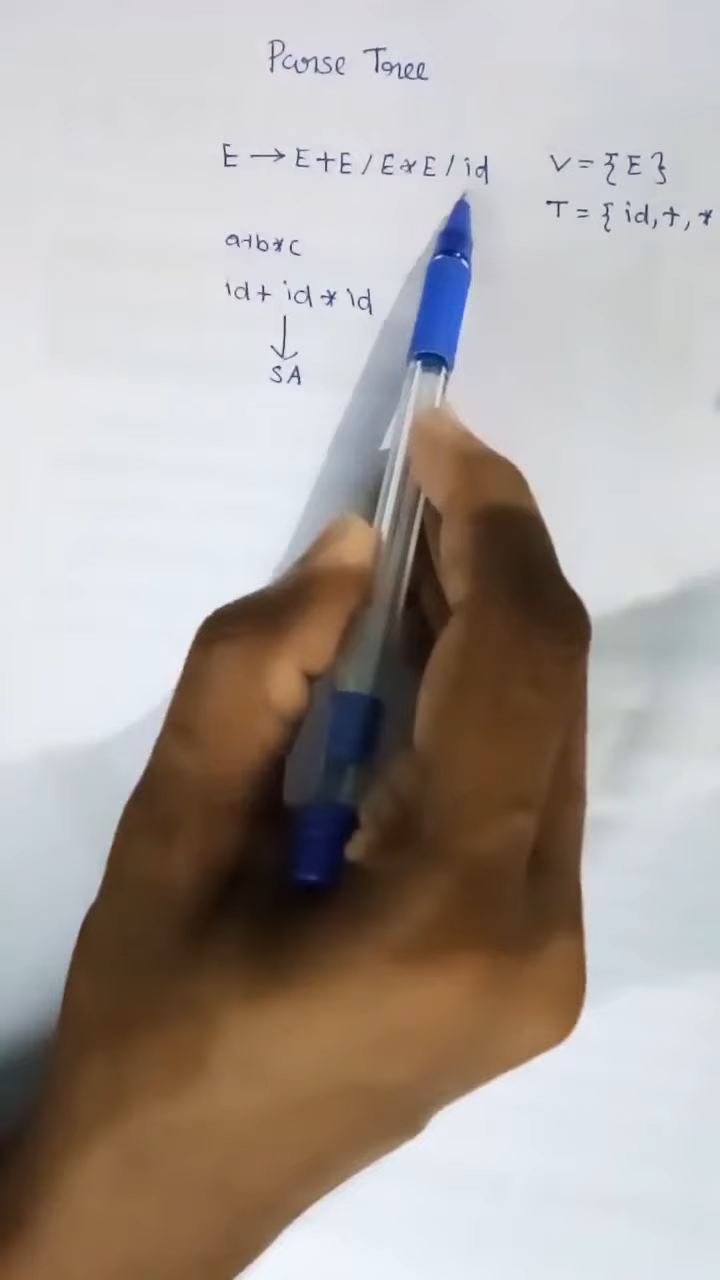 Parse Tree
E → E+E / E*E / id V = {E}
T = { id, +, *
a+b*c
id + id * id
↓
SA